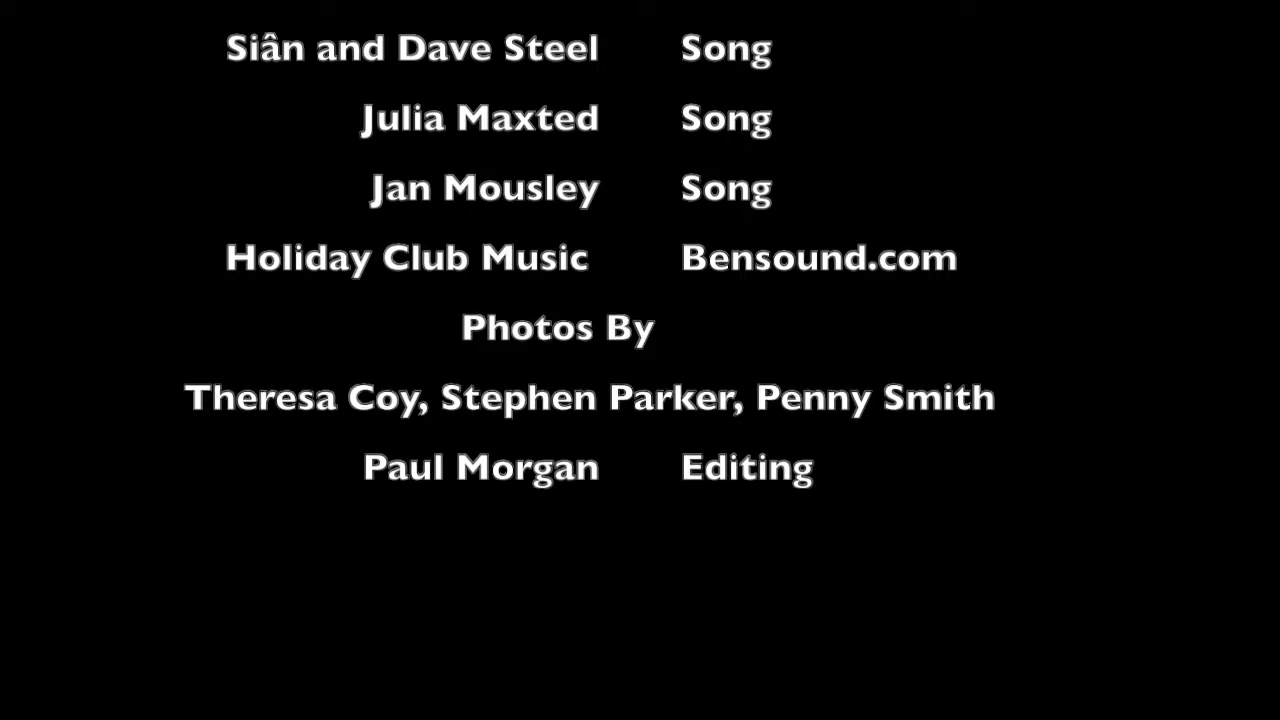 Siân and Dave Steel Song
Julia Maxted Song
Jan Mousley Song
Holiday Club Music Bensound.com
Photos By
Theresa Coy, Stephen Parker, Penny Smith
Paul Morgan Editing